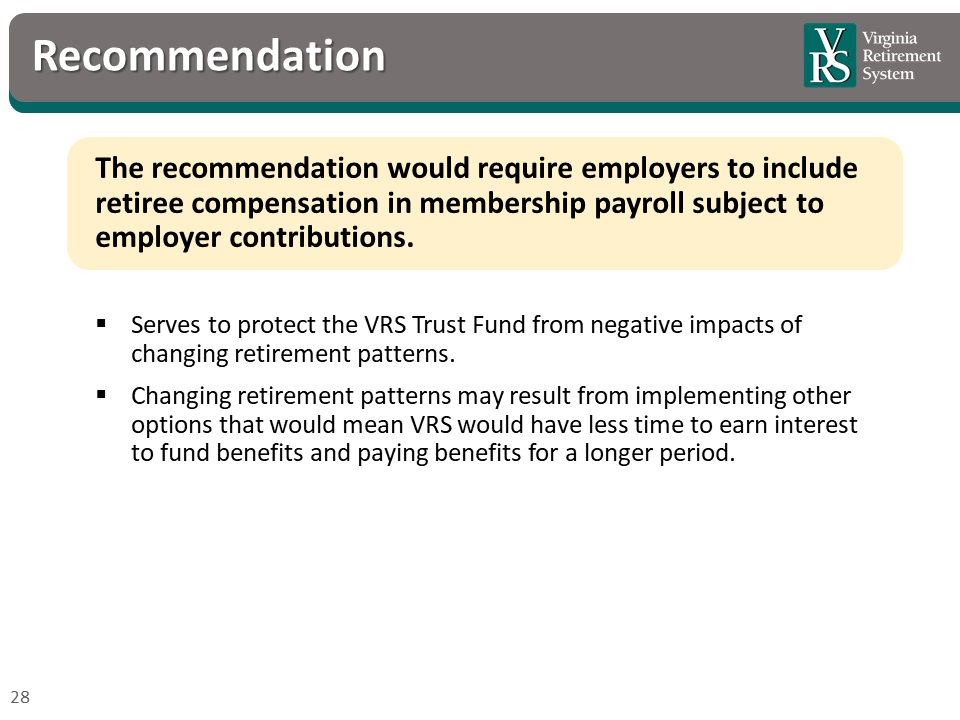 Recommendation
VRS
Virginia
Retirement
System
The recommendation would require employers to include
retiree compensation in membership payroll subject to
employer contributions.
▪ Serves to protect the VRS Trust Fund from negative impacts of
changing retirement patterns.
▪ Changing retirement patterns may result from implementing other
options that would mean VRS would have less time to earn interest
to fund benefits and paying benefits for a longer period.
28